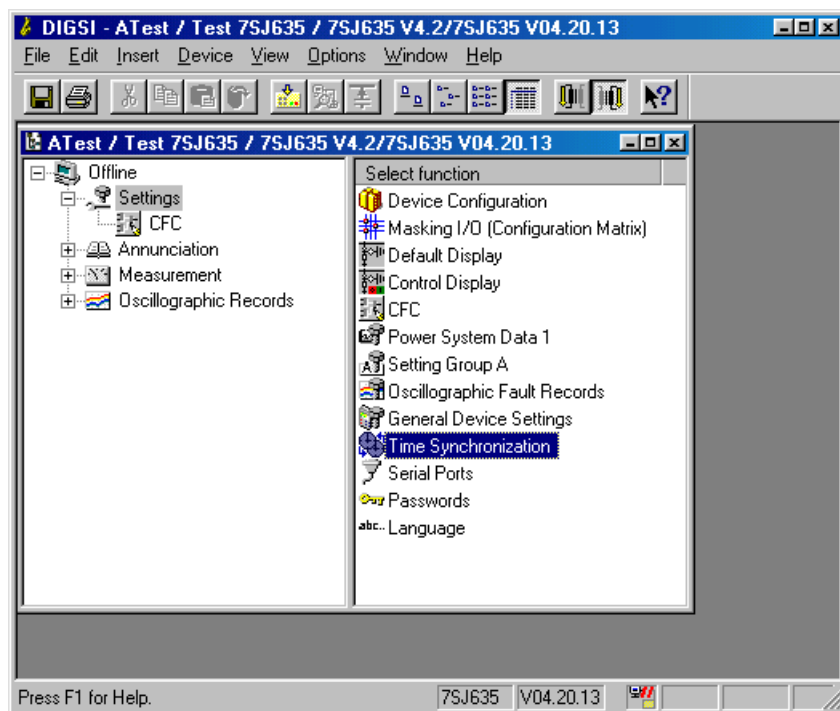 DIGSI - ATest / Test 7SJ635 / 7SJ635 V4.2/7SJ635 V04.20.13
File Edit Insert Device View Options Window Help
ATest / Test 7SJ635 / 7SJ635 V4.2/7SJ635 V04.20.13
Offline
Settings
CFC
Annunciation
Measurement
Oscillographic Records
Select function
Device Configuration
Masking I/O (Configuration Matrix)
Default Display
Control Display
CFC
Power System Data 1
Setting Group A
Oscillographic Fault Records
General Device Settings
Time Synchronization
Serial Ports
Passwords
abc.. Language
Press F1 for Help. 7SJ635 V04.20.13